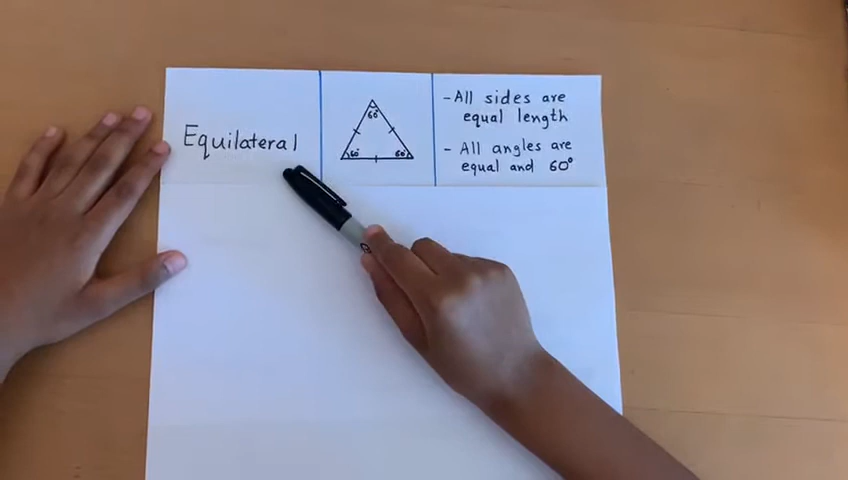 Equilateral
60°
60°
60°
- All sides are
equal length
- All angles are
equal and 60°